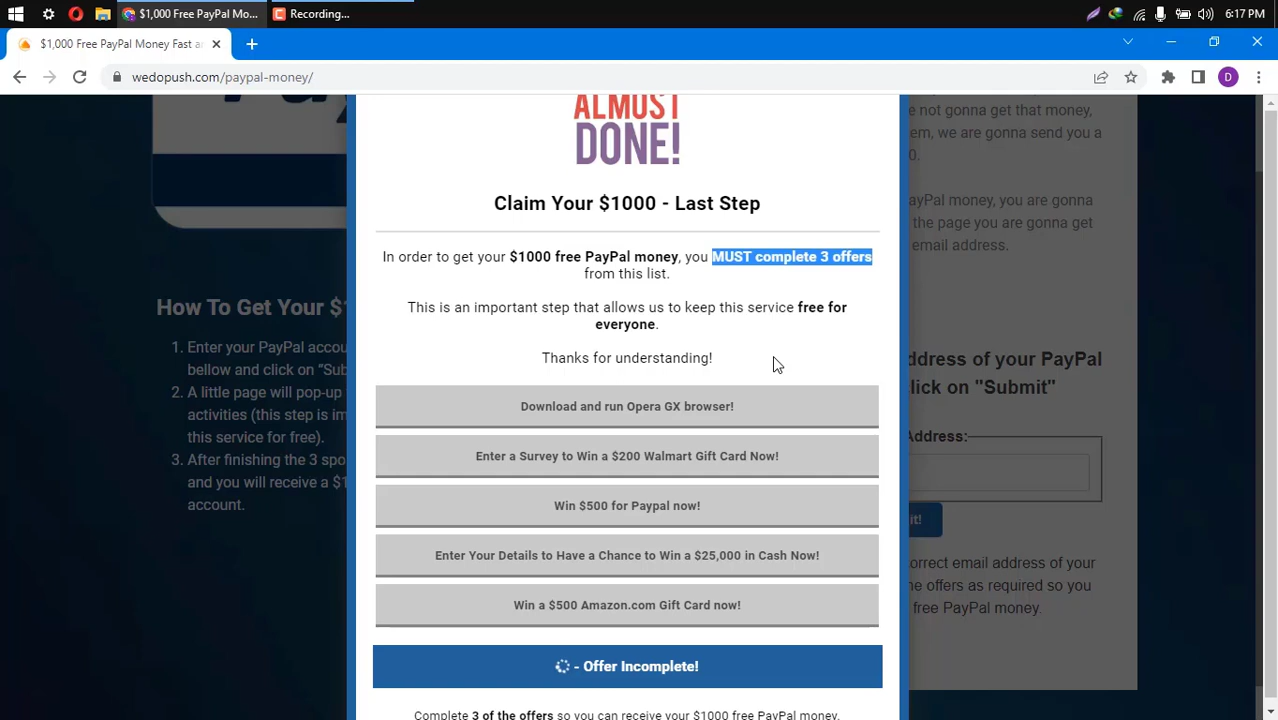 $1,000 Free PayPal Mo...
Recording...
6:17 PM
$1,000 Free PayPal Money Fast a
wedopush.com/paypal-money/
D
ALMUST
DONE!
Claim Your $1000 - Last Step
In order to get your $1000 free PayPal money, you MUST complete 3 offers
from this list.
This is an important step that allows us to keep this service free for
everyone.
Thanks for understanding!
Download and run Opera GX browser!
Enter a Survey to Win a $200 Walmart Gift Card Now!
Win $500 for Paypal now!
Enter Your Details to Have a Chance to Win a $25,000 in Cash Now!
Win a $500 Amazon.com Gift Card now!
- Offer Incomplete!
Complete 3 of the offers so you can receive your $1000 free PayPal money.
How To Get Your $1
1. Enter your PayPal accou
bellow and click on "Sub
2. A little page will pop-up
activities (this step is im
this service for free).
3. After finishing the 3 spo
and you will receive a $1
account.
not gonna get that money,
em, we are gonna send you a
0.
ayPal money, you are gonna
the page you are gonna get
email address.
ddress of your PayPal
lick on "Submit"
Address:
it!
orrect email address of your
he offers as required so you
free PayPal money.